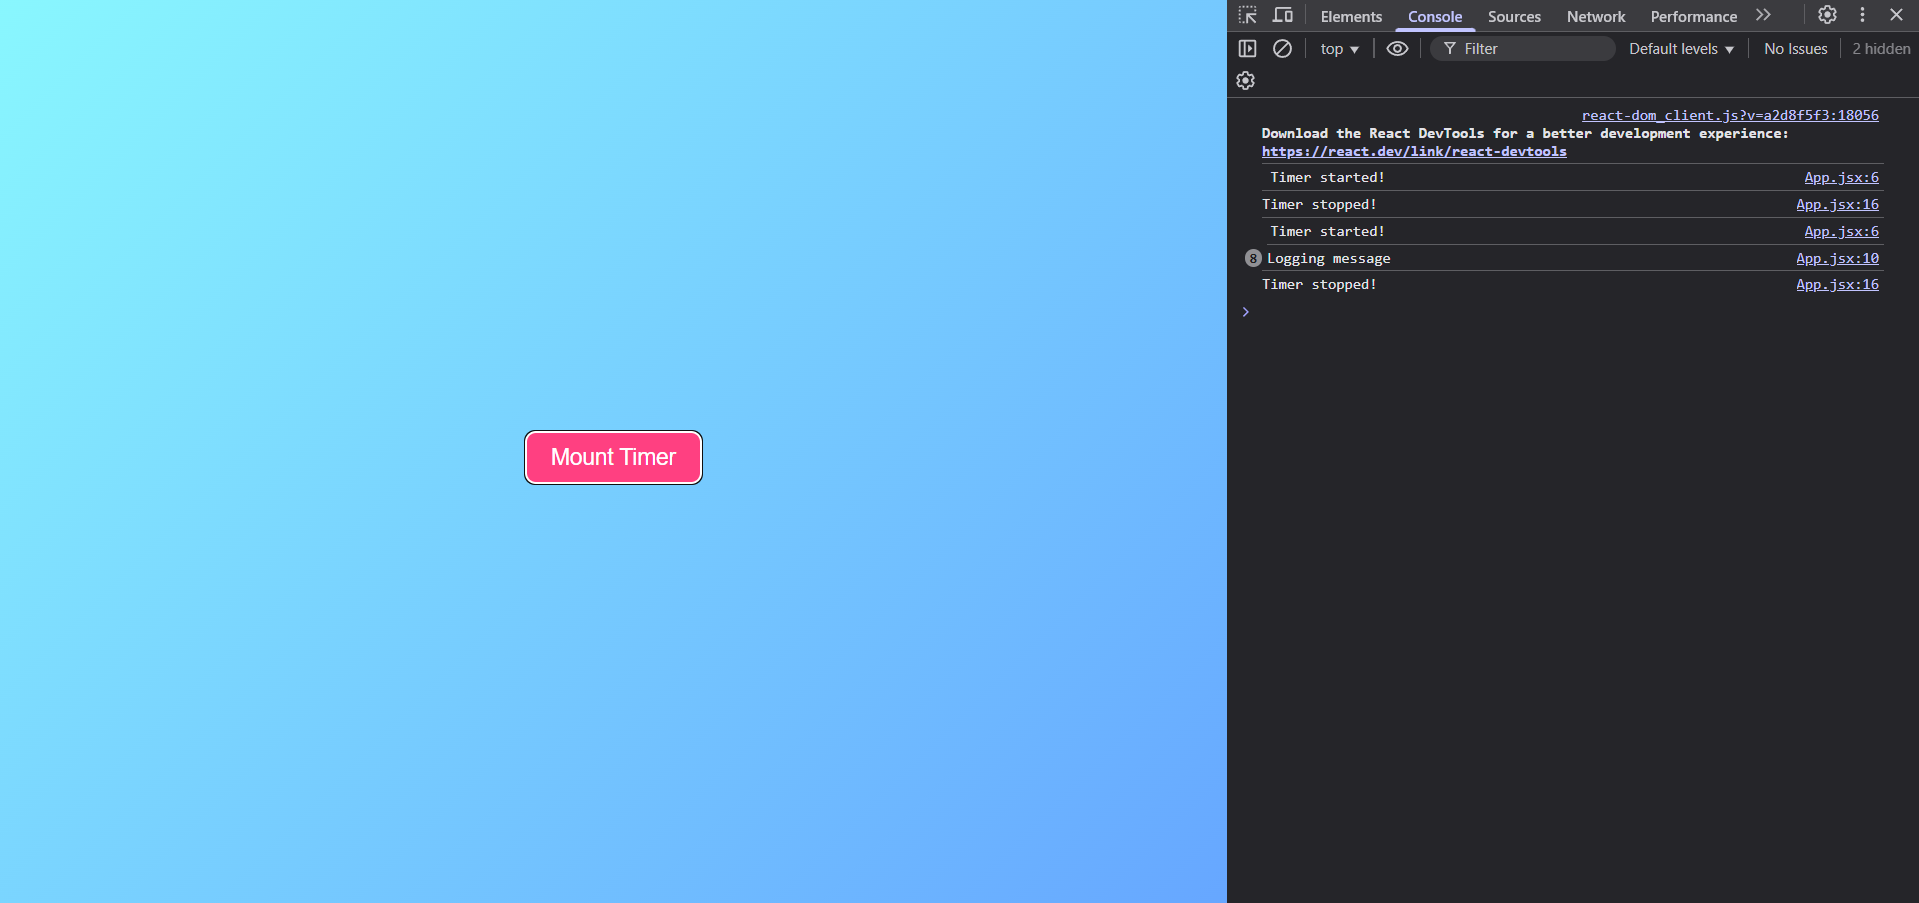 Mount Timer
Elements Console Sources Network Performance
top Filter Default levels No Issues 2 hidden
react-dom_client.js?v=a2d8f5f3:18056
Download the React DevTools for a better development experience:
https://react.dev/link/react-devtools
Timer started! App.jsx:6
Timer stopped! App.jsx:16
Timer started! App.jsx:6
8 Logging message App.jsx:10
Timer stopped! App.jsx:16